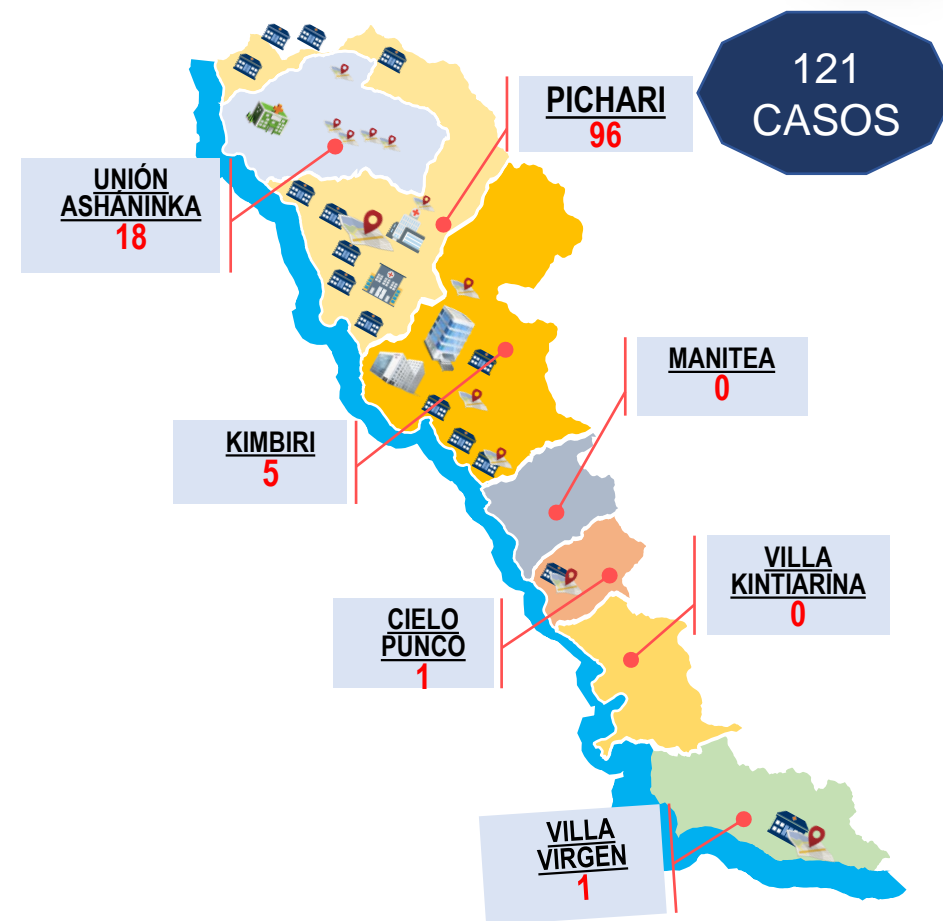 121
CASOS
PICHARI
96
UNIÓN
ASHÁNINKA
18
MANITEA
0
KIMBIRI
5
VILLA
KINTIARINA
0
CIELO
PUNCO
1
VILLA
VIRGEN
1